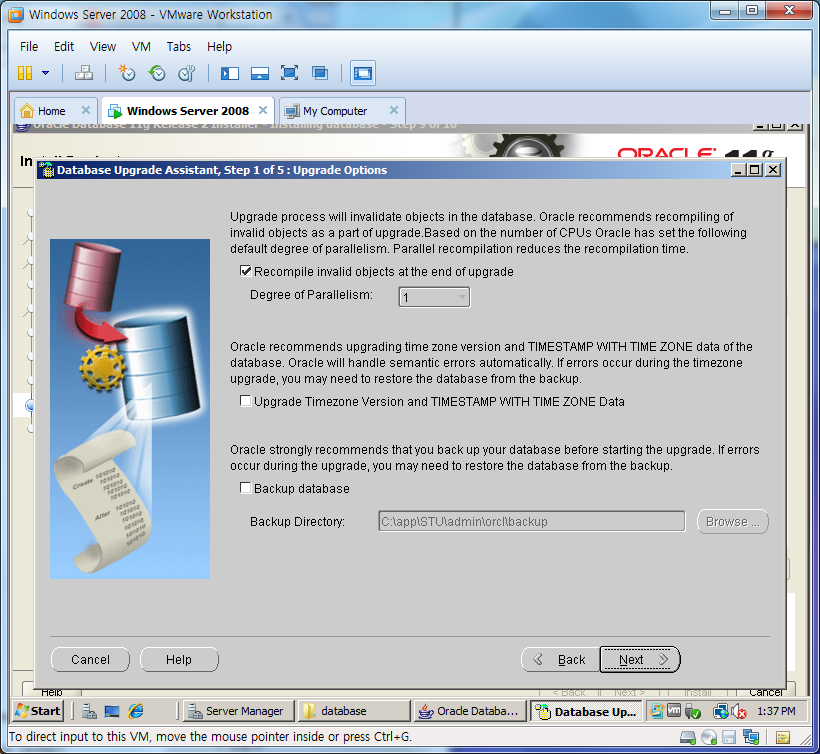 Windows Server 2008 - VMware Workstation
File Edit View VM Tabs Help
Home
Windows Server 2008
My Computer
Oracle Database 11g Release 2 Installer - Installing database - Step 9 of 10
ORACLE 11g
Database Upgrade Assistant, Step 1 of 5 : Upgrade Options
Upgrade process will invalidate objects in the database. Oracle recommends recompiling of
invalid objects as a part of upgrade.Based on the number of CPUs Oracle has set the following
default degree of parallelism. Parallel recompilation reduces the recompilation time.
Recompile invalid objects at the end of upgrade
Degree of Parallelism: 1
Oracle recommends upgrading time zone version and TIMESTAMP WITH TIME ZONE data of the
database. Oracle will handle semantic errors automatically. If errors occur during the timezone
upgrade, you may need to restore the database from the backup.
Upgrade Timezone Version and TIMESTAMP WITH TIME ZONE Data
Oracle strongly recommends that you back up your database before starting the upgrade. If errors
occur during the upgrade, you may need to restore the database from the backup.
Backup database
Backup Directory: C:\app\STU\admin\orcl\backup Browse ...
Create 101010
101010
101010
Alter 101010
101010
101010
101010
Cancel Help Back Next
Help < Back Next > Install Cancel
Start Server Manager database Oracle Databa... Database Up... 1:37 PM
To direct input to this VM, move the mouse pointer inside or press Ctrl+G.